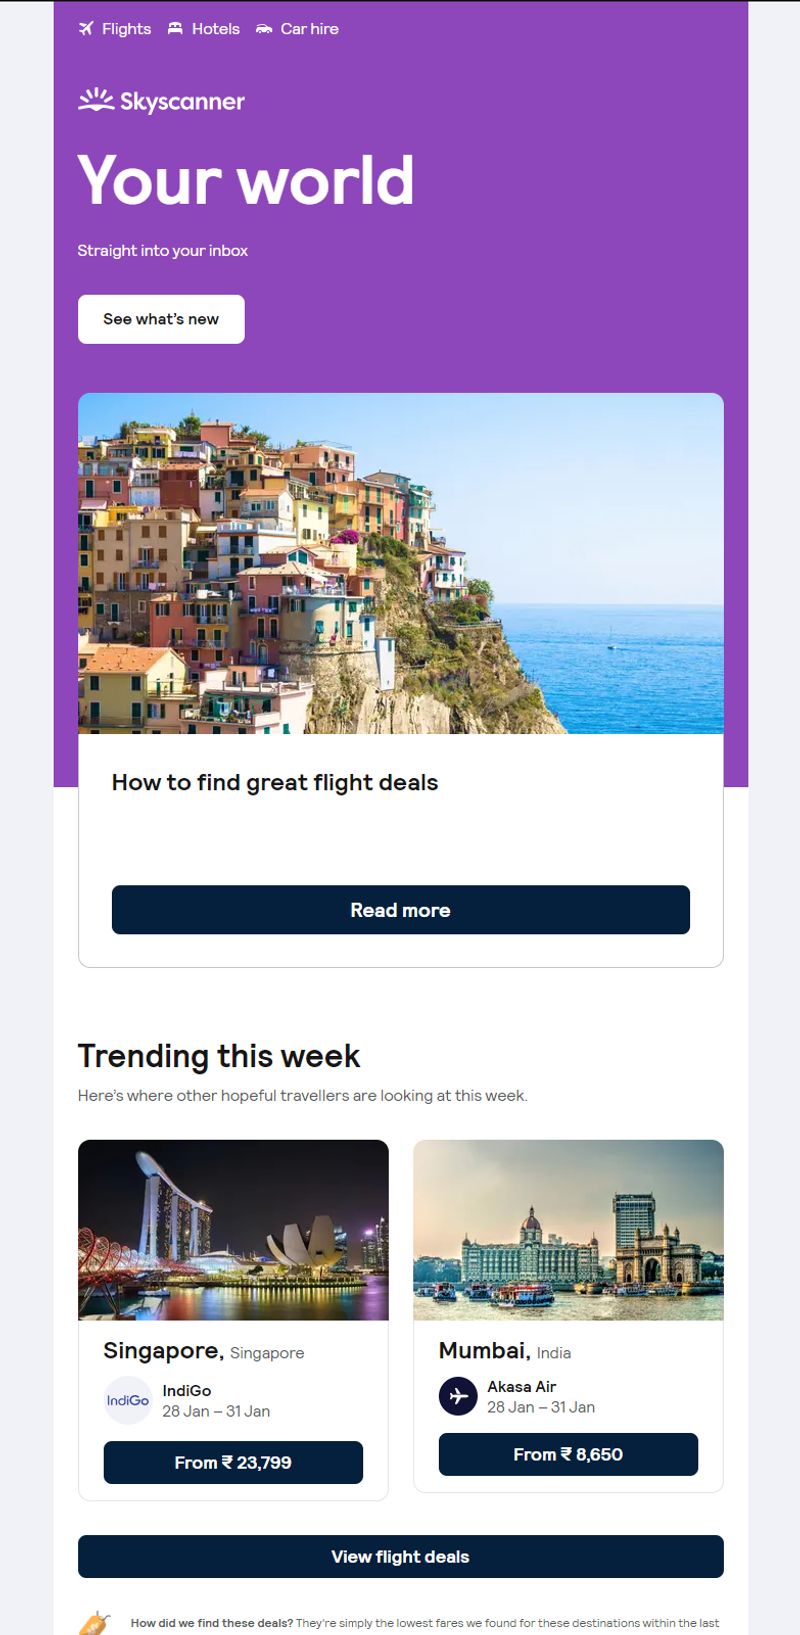 Flights Hotels Car hire
Skyscanner
Your world
Straight into your inbox
See what's new
How to find great flight deals
Read more
Trending this week
Here's where other hopeful travellers are looking at this week.
Singapore, Singapore
IndiGo
IndiGo
28 Jan – 31 Jan
From ₹ 23,799
Mumbai, India
Akasa Air
28 Jan – 31 Jan
From ₹ 8,650
View flight deals
How did we find these deals? They're simply the lowest fares we found for these destinations within the last